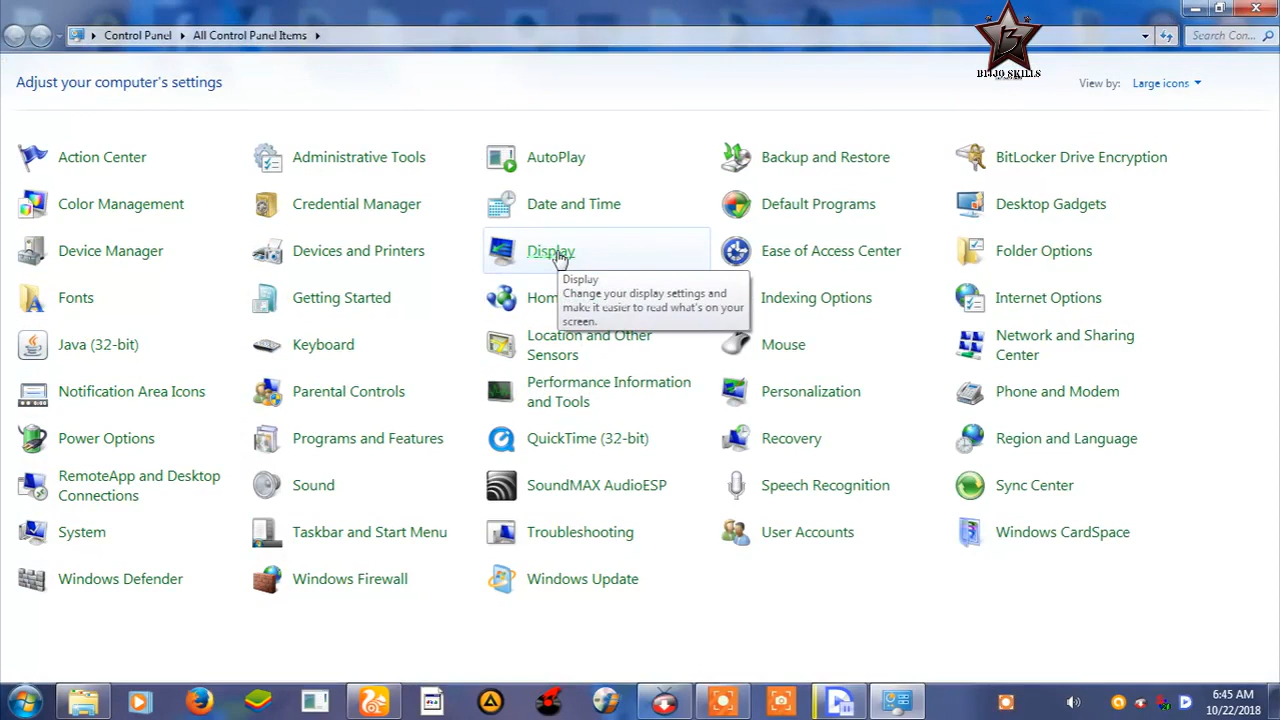 Control Panel
All Control Panel Items
Search Con...
BIJO SKILLS
Adjust your computer's settings
View by:
Large icons
Action Center
Administrative Tools
AutoPlay
Backup and Restore
BitLocker Drive Encryption
Color Management
Credential Manager
Date and Time
Default Programs
Desktop Gadgets
Device Manager
Devices and Printers
Display
Ease of Access Center
Folder Options
Display
Change your display settings and
make it easier to read what's on your
screen.
Fonts
Getting Started
Hom
Indexing Options
Internet Options
Java (32-bit)
Keyboard
Location and Other
Sensors
Mouse
Network and Sharing
Center
Notification Area Icons
Parental Controls
Performance Information
and Tools
Personalization
Phone and Modem
Power Options
Programs and Features
QuickTime (32-bit)
Recovery
Region and Language
RemoteApp and Desktop
Connections
Sound
SoundMAX AudioESP
Speech Recognition
Sync Center
System
Taskbar and Start Menu
Troubleshooting
User Accounts
Windows CardSpace
Windows Defender
Windows Firewall
Windows Update
6:45 AM
10/22/2018